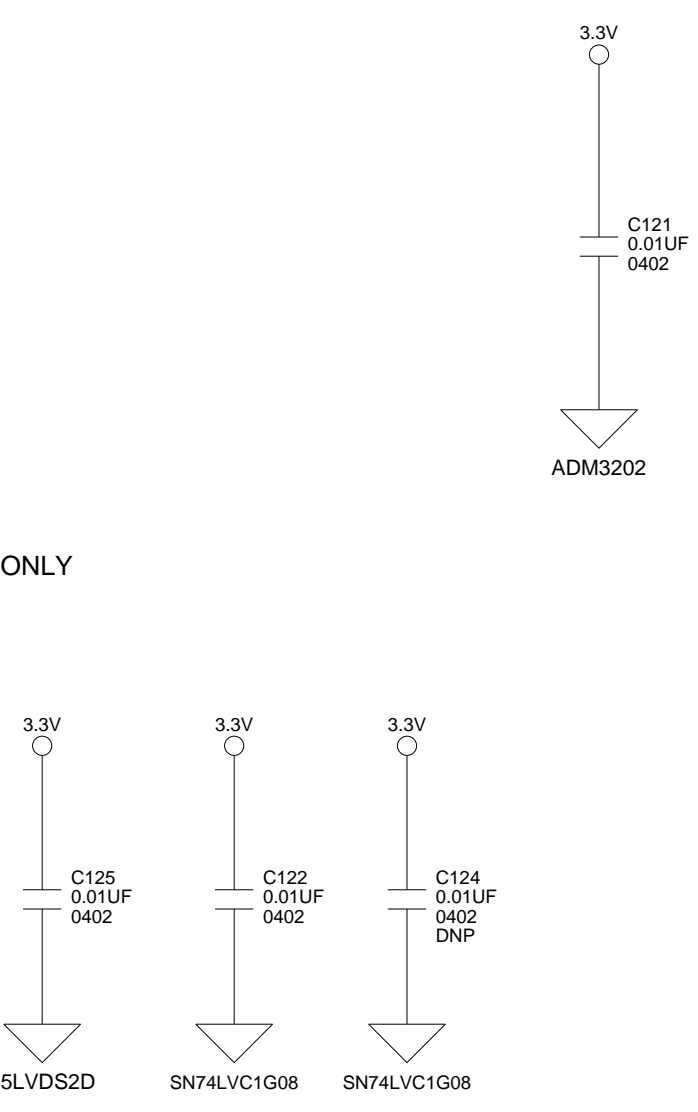 3.3V
C121
0.01UF
0402
ADM3202
ONLY
3.3V
C125
0.01UF
0402
5LVDS2D
3.3V
C122
0.01UF
0402
SN74LVC1G08
3.3V
C124
0.01UF
0402
DNP
SN74LVC1G08